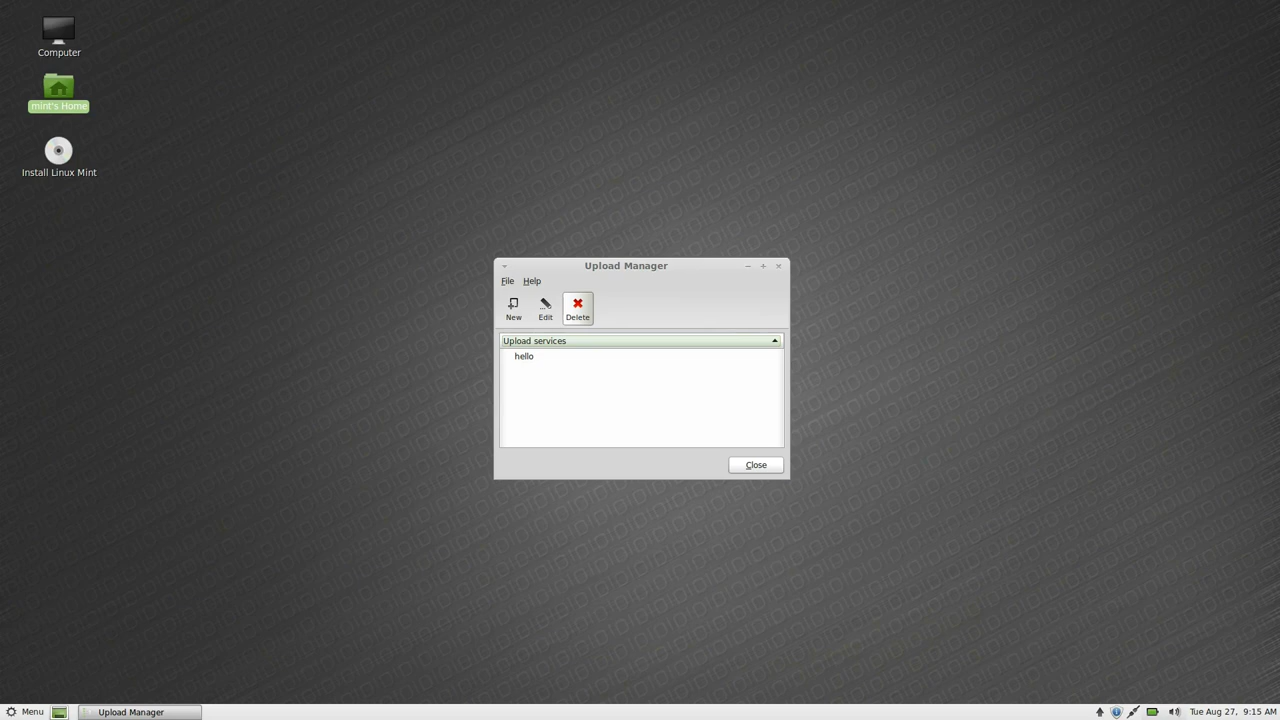 Computer
mint's Home
Install Linux Mint
Upload Manager
File Help
New Edit Delete
Upload services
hello
Close
Menu Upload Manager Tue Aug 27, 9:15 AM